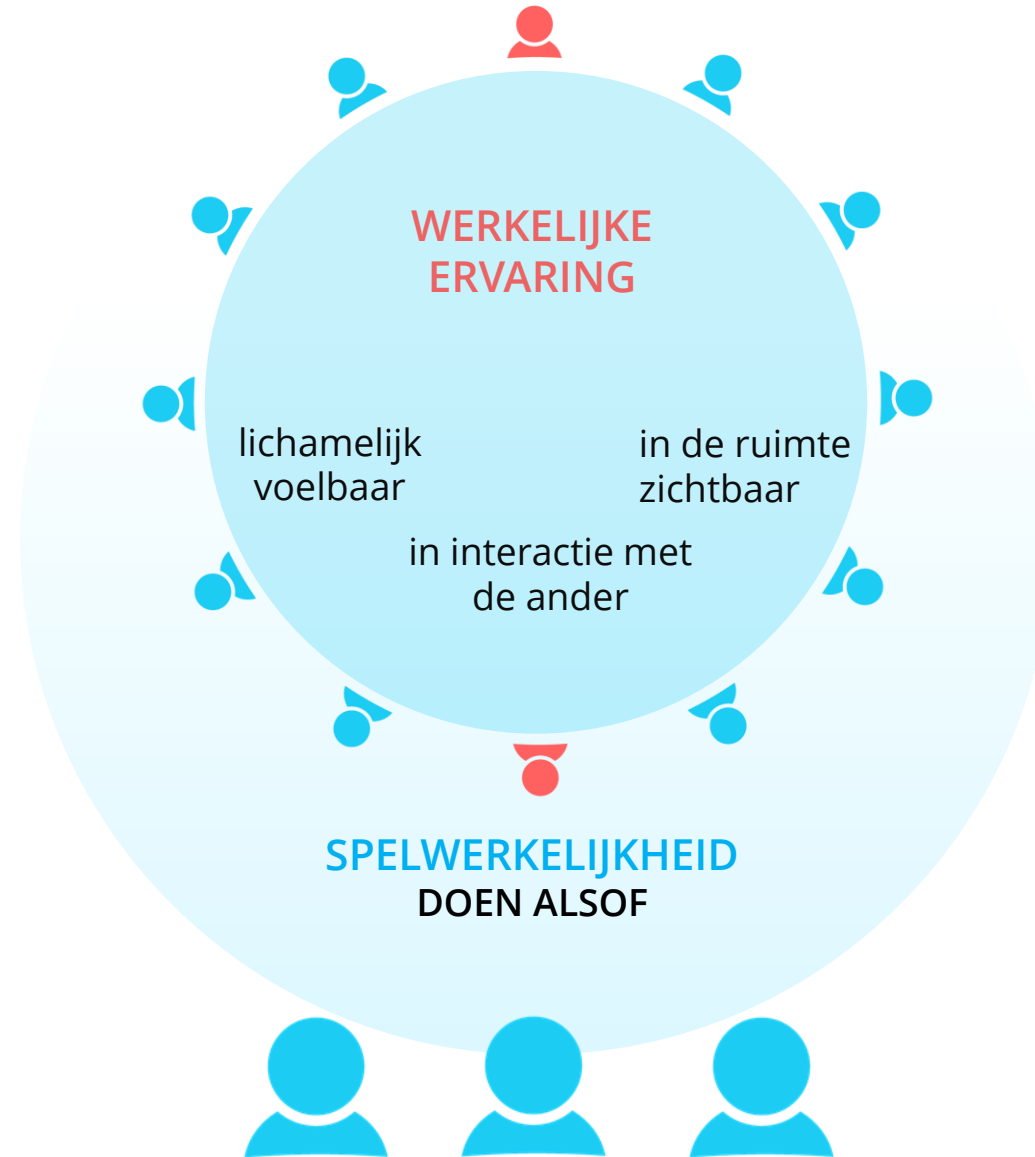 WERKELIJKE
ERVARING
lichamelijk
voelbaar
in de ruimte
zichtbaar
in interactie met
de ander
SPELWERKELIJKHEID
DOEN ALSOF